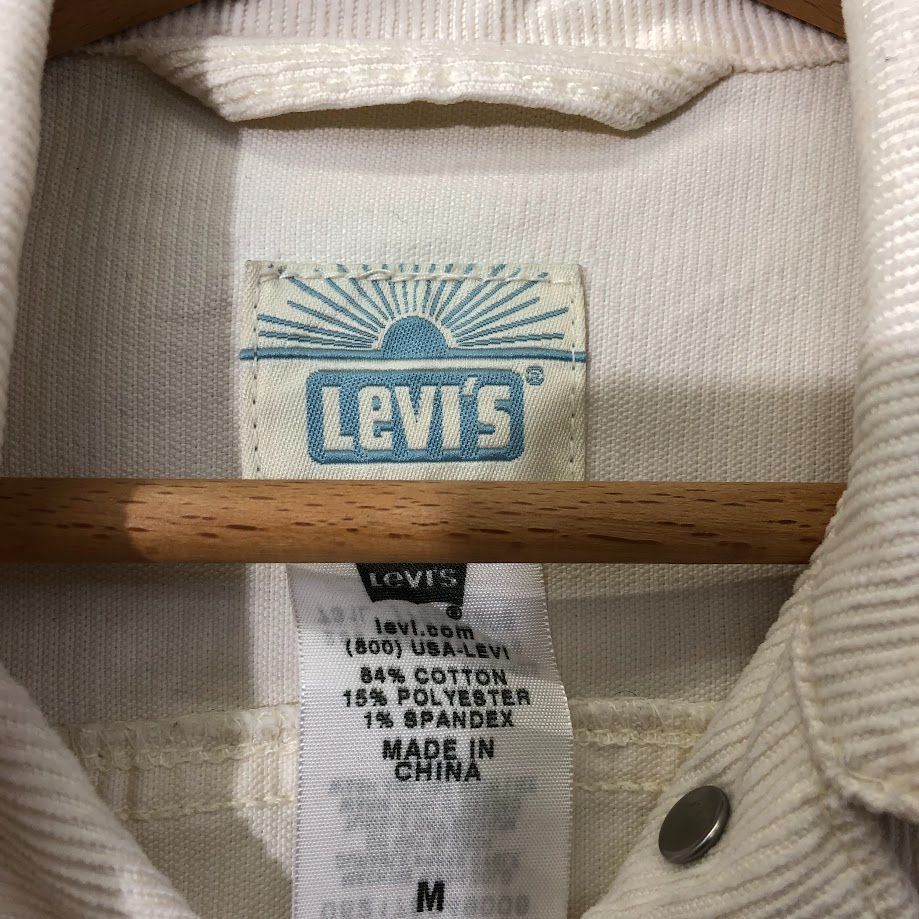 LeVI'S®
LeVI'S
®
levi.com
(800) USA-LEVI
84% COTTON
15% POLYESTER
1% SPANDEX
MADE IN
CHINA
M